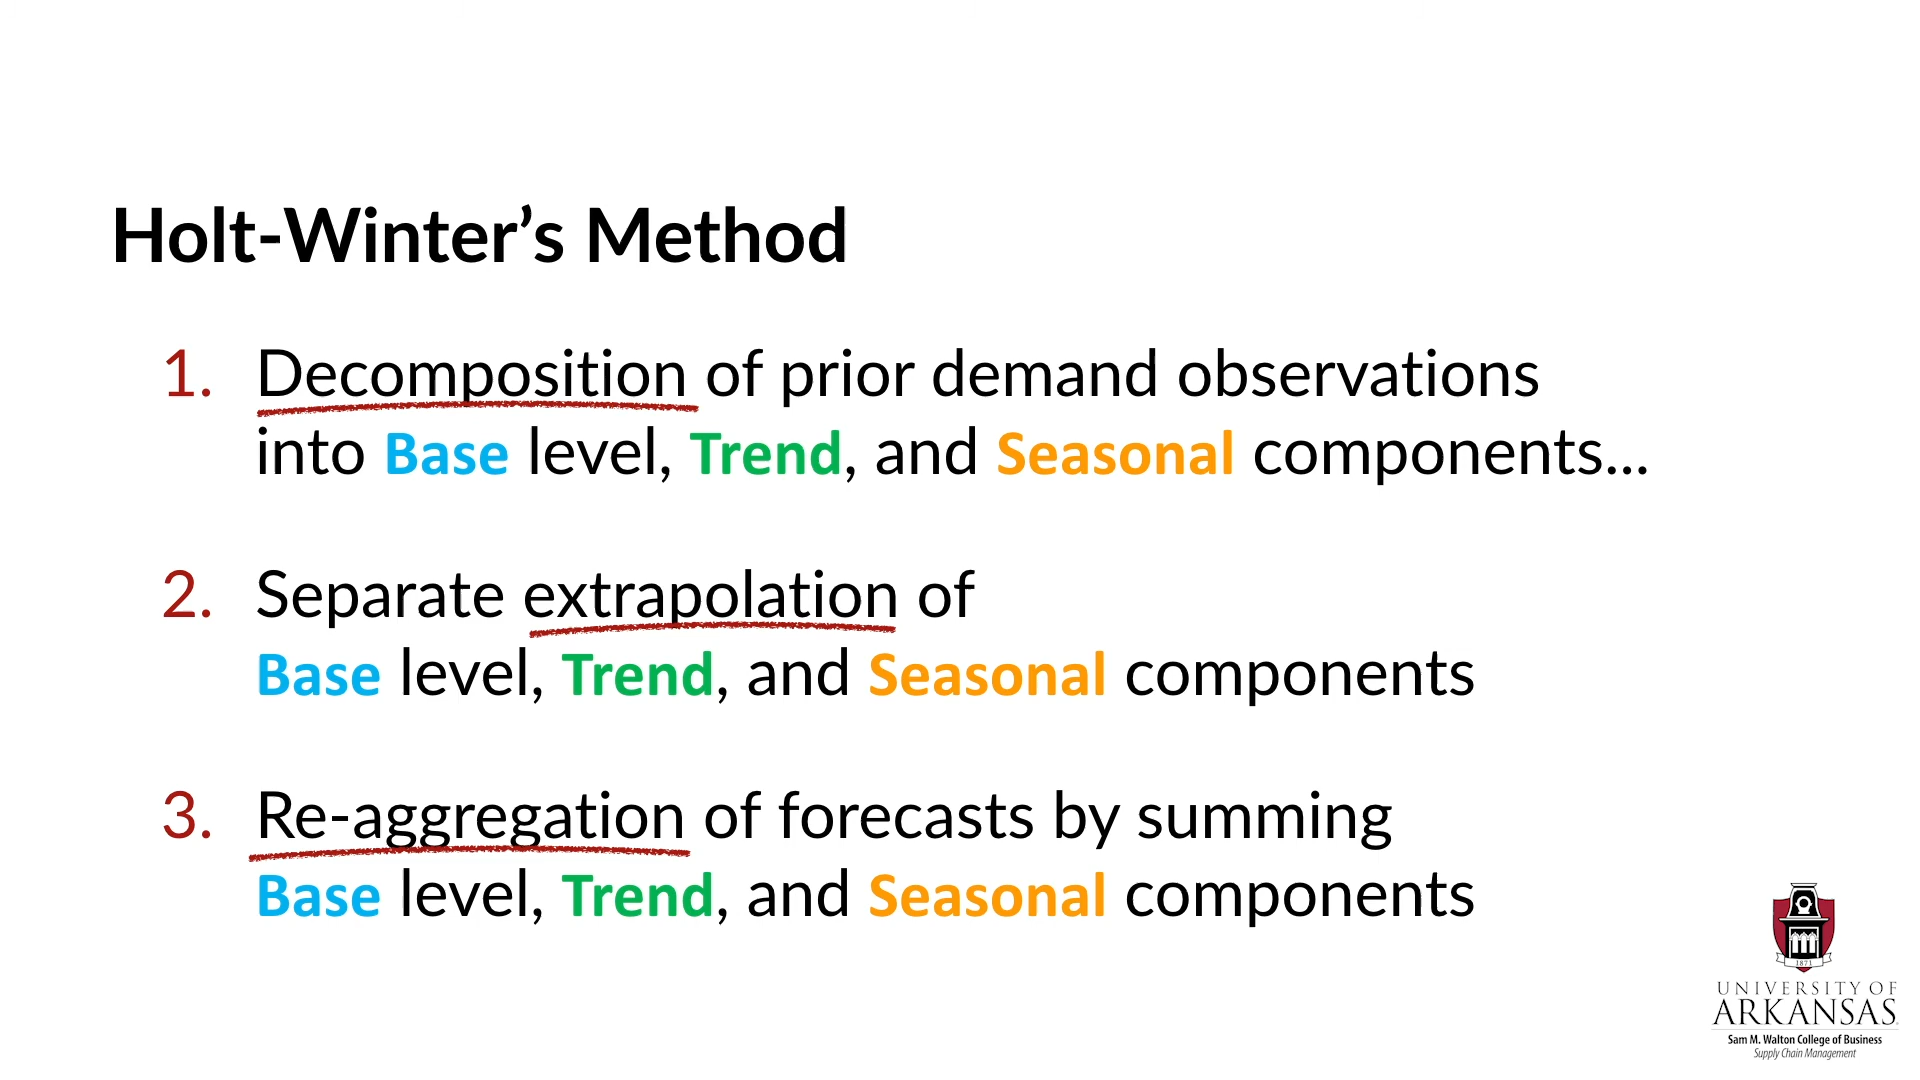 Holt-Winter’s Method
1. Decomposition of prior demand observations
into Base level, Trend, and Seasonal components...
2. Separate extrapolation of
Base level, Trend, and Seasonal components
3. Re-aggregation of forecasts by summing
Base level, Trend, and Seasonal components
1871
UNIVERSITY OF
ARKANSAS
Sam M. Walton College of Business
Supply Chain Management